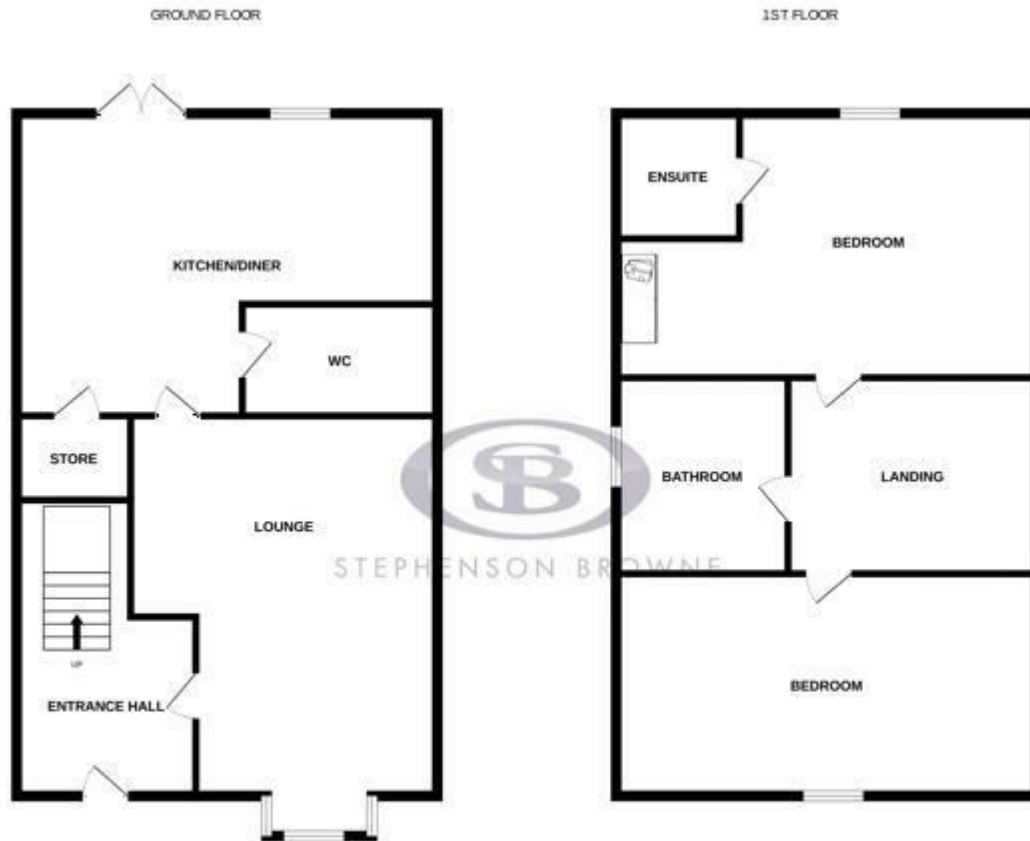 GROUND FLOOR
1ST FLOOR
KITCHEN/DINER
WC
STORE
LOUNGE
UP
ENTRANCE HALL
ENSUITE
BEDROOM
BATHROOM
LANDING
BEDROOM
SB
STEPHENSON BROWNE